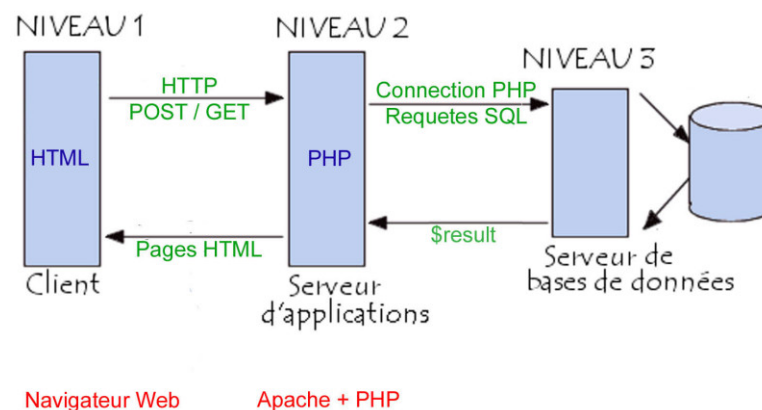 NIVEAU 1
NIVEAU 2
NIVEAU 3
HTTP
POST / GET
Connection PHP
Requetes SQL
HTML
PHP
Pages HTML
$result
Client
Serveur
d'applications
Serveur de
bases de données
Navigateur Web
Apache + PHP